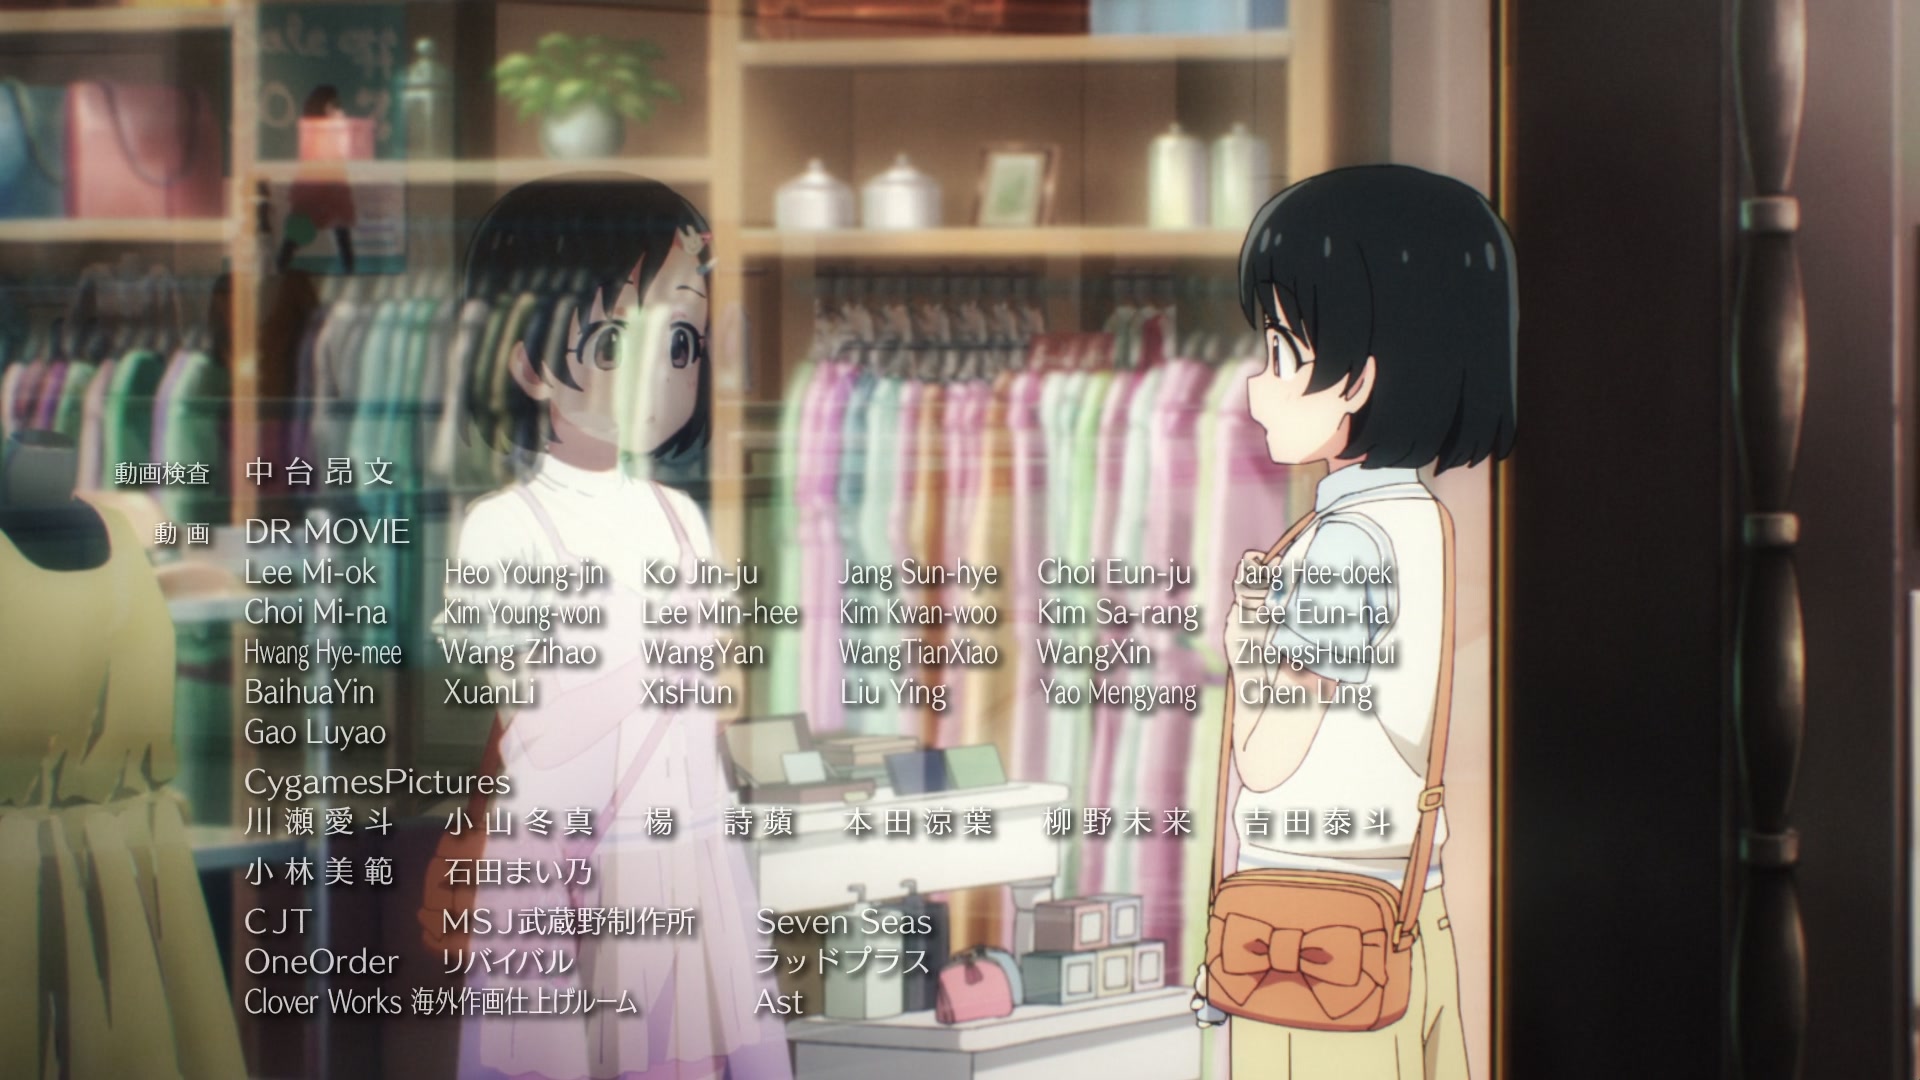 ale off
動画検査 中台昂文
動画 DR MOVIE
Lee Mi-ok Heo Young-jin Ko Jin-ju Jang Sun-hye Choi Eun-ju Jang Hee-doek
Choi Mi-na Kim Young-won Lee Min-hee Kim Kwan-woo Kim Sa-rang Lee Eun-ha
Hwang Hye-mee Wang Zihao WangYan WangTianXiao WangXin ZhengsHunhui
BaihuaYin XuanLi XisHun Liu Ying Yao Mengyang Chen Ling
Gao Luyao
CygamesPictures
川瀬愛斗 小山冬真 楊 詩蘋 本田涼葉 柳野未来 吉田泰斗
小林美範 石田まい乃
CJT MSJ武蔵野制作所 Seven Seas
OneOrder リバイバル ラッドプラス
Clover Works 海外作画仕上げルーム Ast